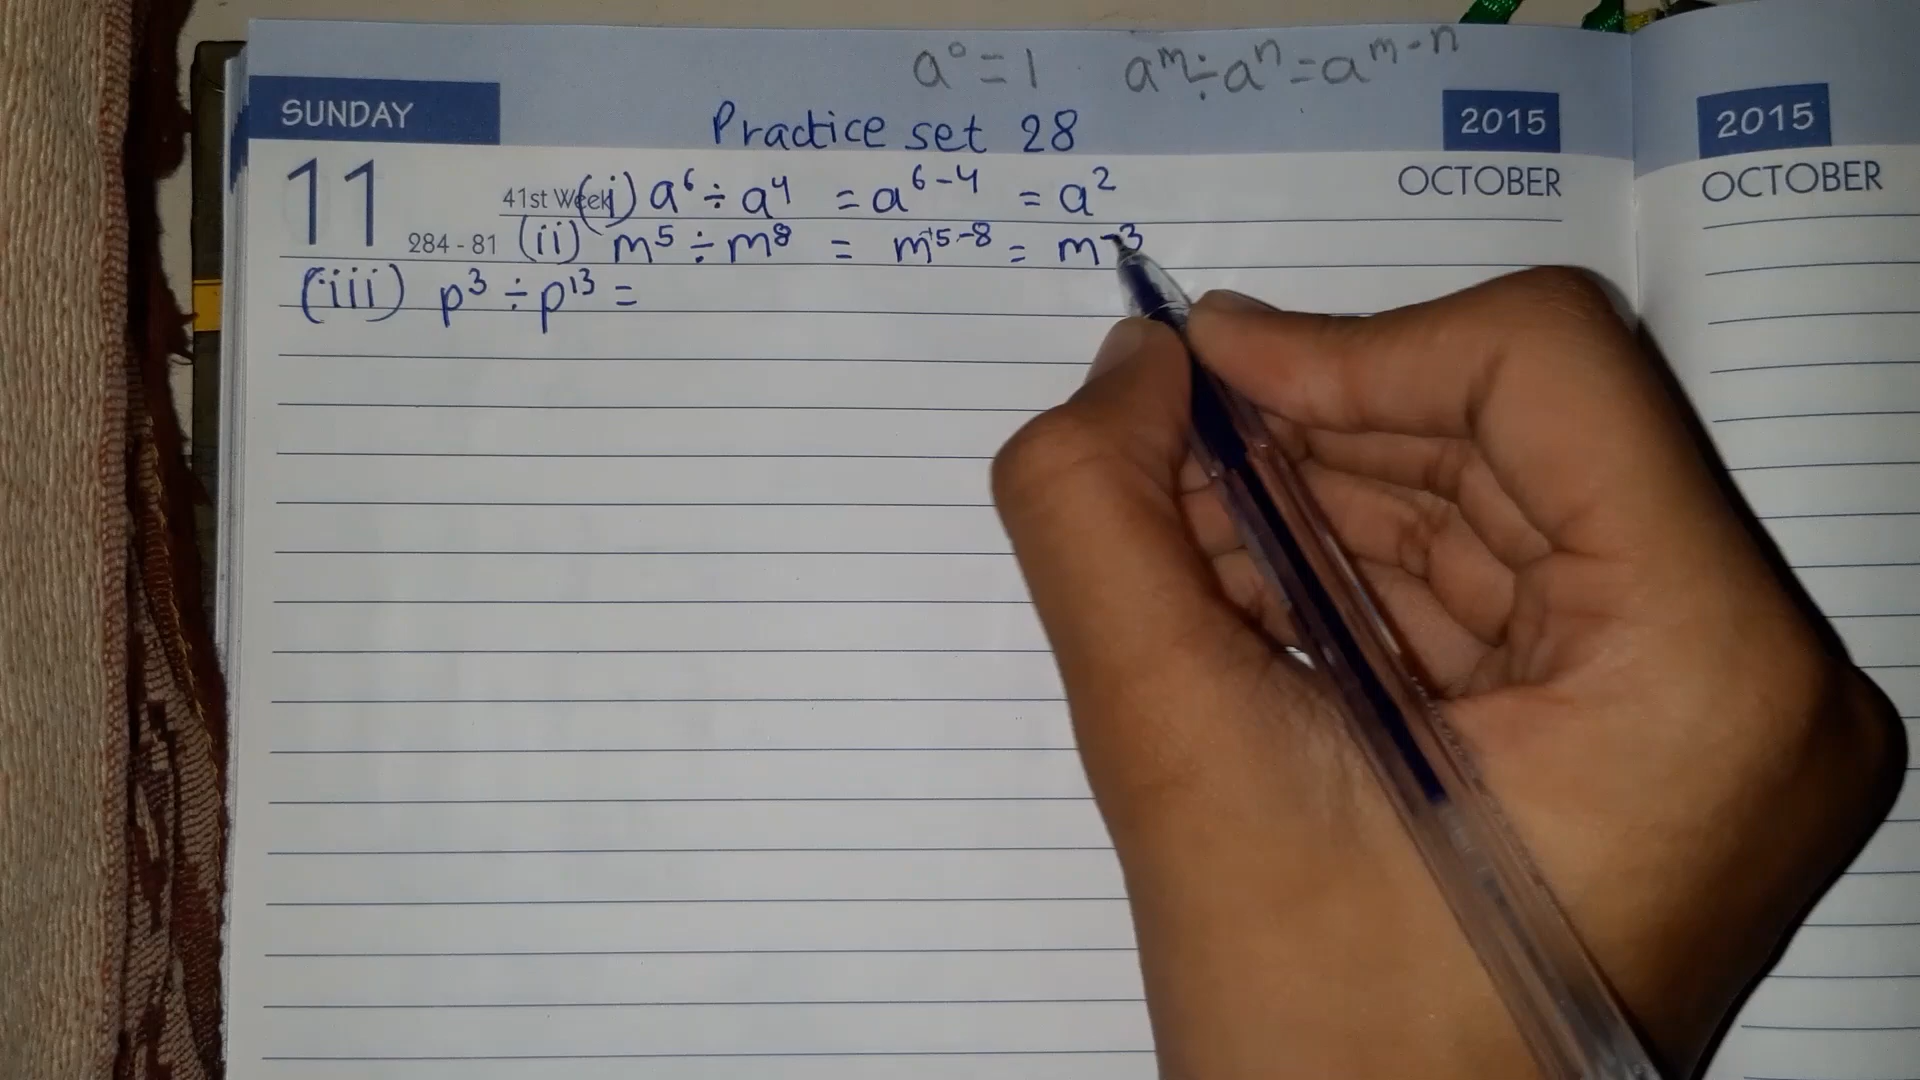 a⁰ = 1 aᵐ ÷ aⁿ = aᵐ⁻ⁿ
SUNDAY Practice set 28 2015
11 41st Week (i) a⁶ ÷ a⁴ = a⁶⁻⁴ = a² OCTOBER
284 - 81 (ii) m⁵ ÷ m⁸ = m⁺⁵⁻⁸ = m⁻³
(iii) p³ ÷ p¹³ =
2015
OCTOBER